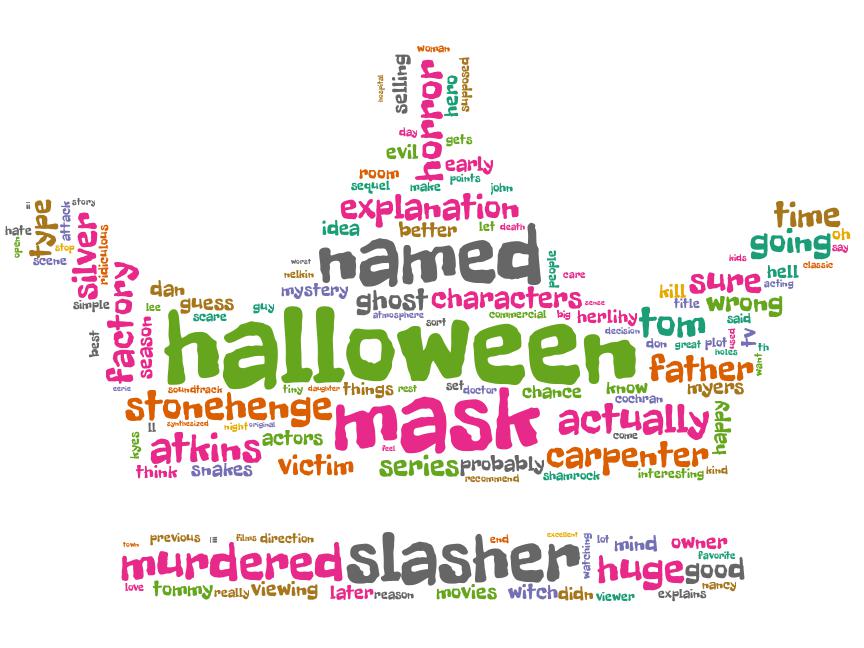 woman
hospital
selling
horror
hero
supposed
day
gets
evil
early
room
points
sequel
make
john
explanation
idea
better
let
death
ii
type
attack
story
hate
open
stop
scene
silver
ridiculous
simple
factory
season
best
eerie
time
going
oh
say
classic
kids
hell
acting
sure
kill
title
wrong
worst
named
people
care
nelkin
mystery
ghost
characters
sense
dan
guess
lee
scare
guy
atmosphere
sort
commercial
big
herlihy
decision
tom
said
don
great
plot
holes
used
tv
want
th
halloween
father
myers
soundtrack
tiny
daughter
things
rest
set
doctor
chance
know
cochran
stonehenge
mask
actually
happy
synthesized
night
original
kyes
ll
atkins
actors
feel
come
think
snakes
victim
series
probably
carpenter
recommend
shamrock
interesting
kind
town
previous
iii
films
direction
end
excellent
watching
lot
mind
owner
favorite
murdered
slasher
huge
good
nancy
love
tommy
really
viewing
later
reason
movies
witch
didn
viewer
explains